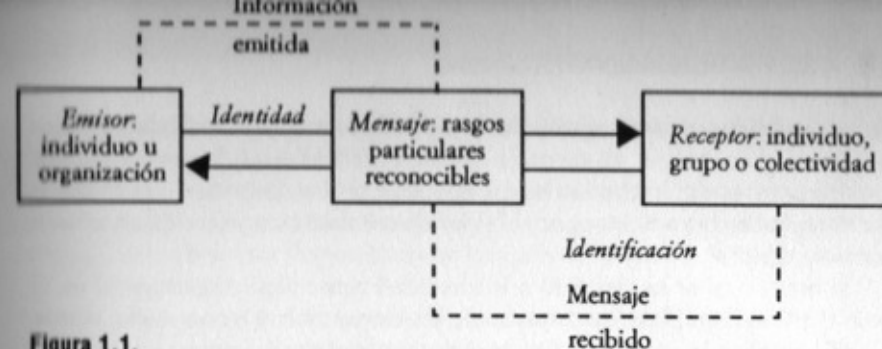 Información
emitida
Emisor:
individuo u
organización
Identidad
Mensaje: rasgos
particulares
reconocibles
Receptor: individuo,
grupo o colectividad
Identificación
Mensaje
recibido
Figura 1.1.